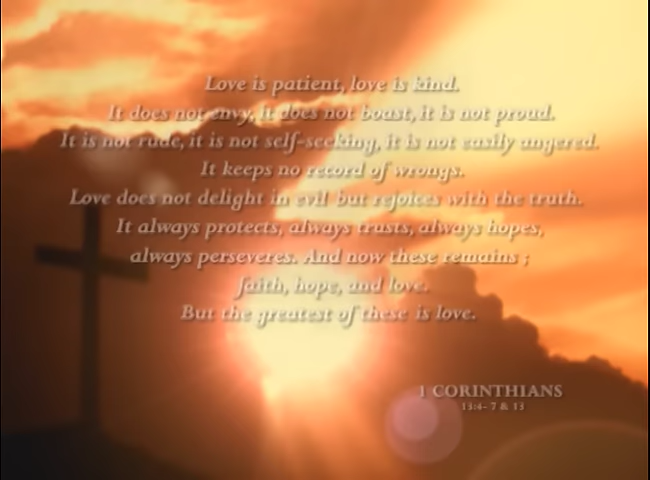 Love is patient, love is kind.
It does not envy, it does not boast, it is not proud.
It is not rude, it is not self-seeking, it is not easily angered.
It keeps no record of wrongs.
Love does not delight in evil but rejoices with the truth.
It always protects, always trusts, always hopes,
always perseveres. And now these remains ;
faith, hope, and love.
But the greatest of these is love.
1 CORINTHIANS
13:4- 7 & 13